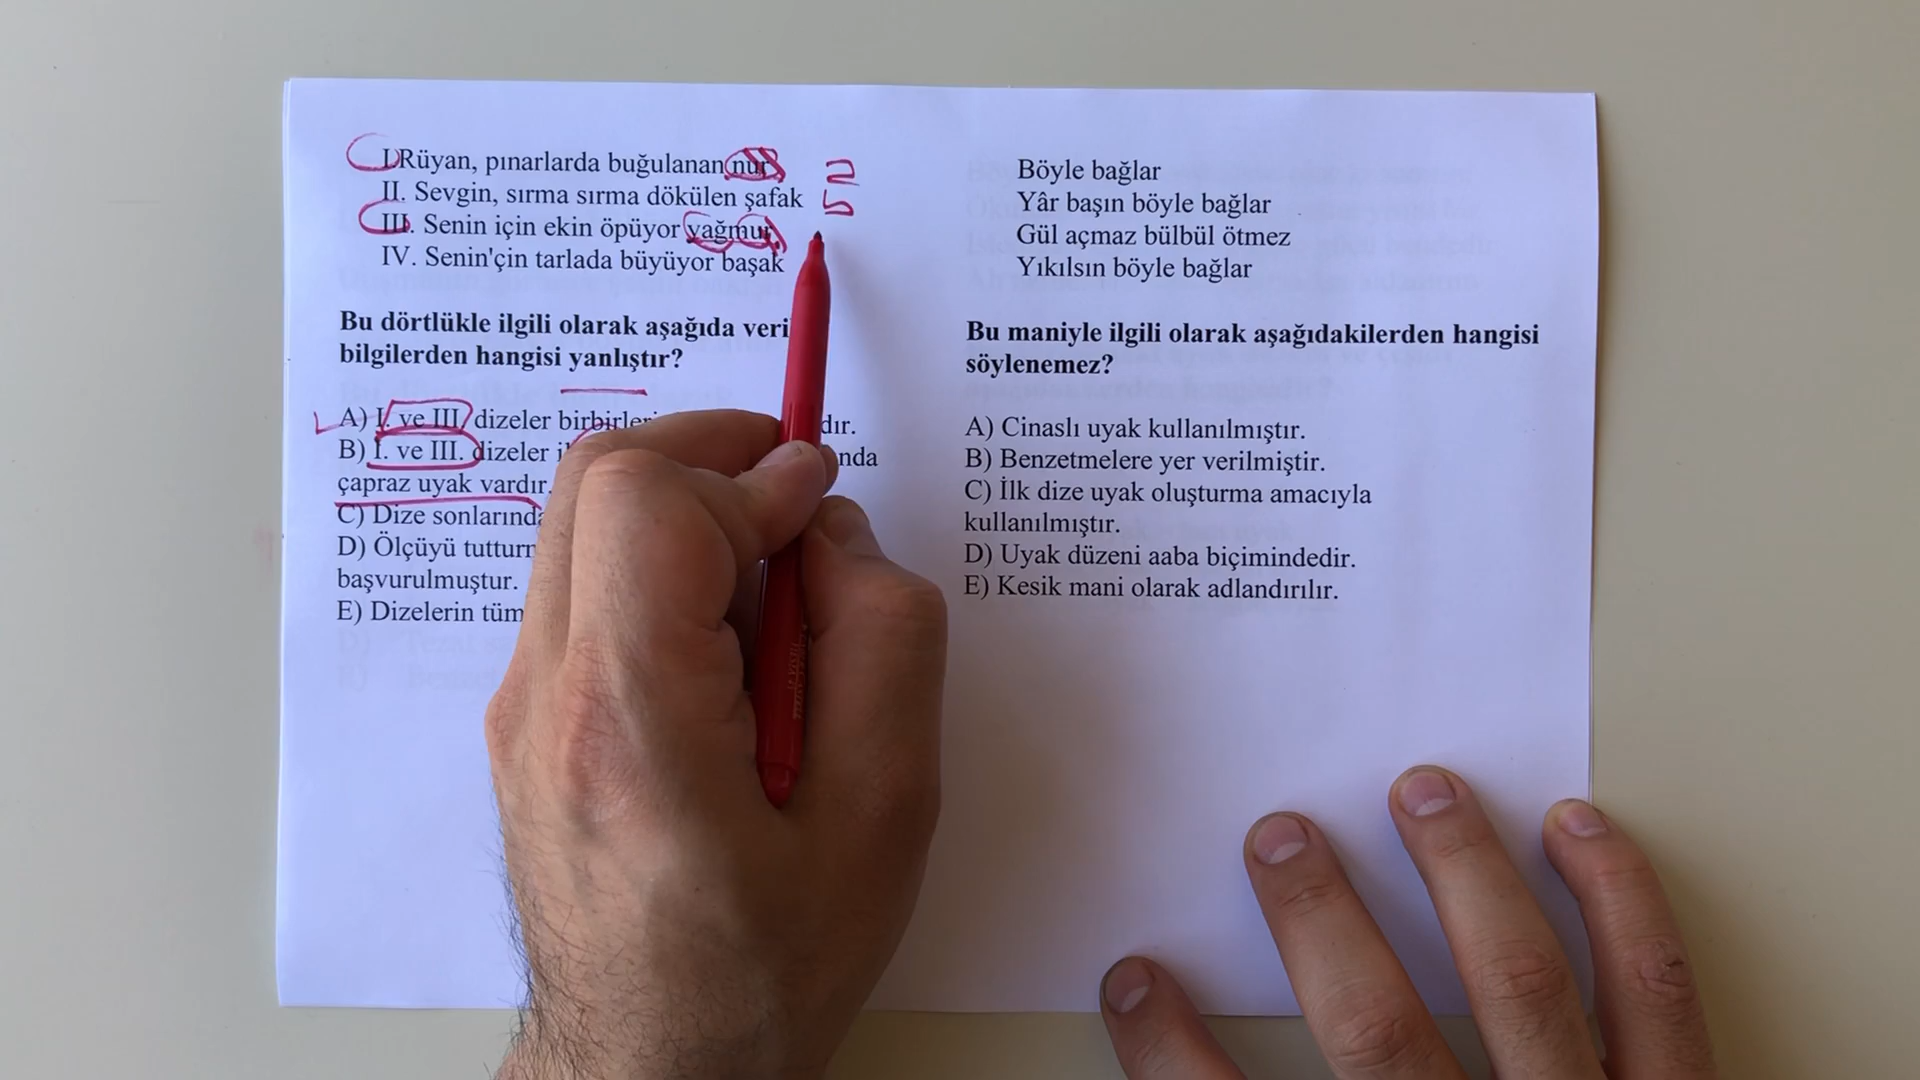 I.Rüyan, pınarlarda buğulanan nur
II. Sevgin, sırma sırma dökülen şafak
III. Senin için ekin öpüyor yağmur
IV. Senin'çin tarlada büyüyor başak
Bu dörtlükle ilgili olarak aşağıda veri
bilgilerden hangisi yanlıştır?
A) I. ve III. dizeler birbirleri dır.
B) I. ve III. dizeler nda
çapraz uyak vardır.
C) Dize sonlarında
D) Ölçüyü tutturm
başvurulmuştur.
E) Dizelerin tüm
Böyle bağlar
Yâr başın böyle bağlar
Gül açmaz bülbül ötmez
Yıkılsın böyle bağlar
Bu maniyle ilgili olarak aşağıdakilerden hangisi
söylenemez?
A) Cinaslı uyak kullanılmıştır.
B) Benzetmelere yer verilmiştir.
C) İlk dize uyak oluşturma amacıyla
kullanılmıştır.
D) Uyak düzeni aaba biçimindedir.
E) Kesik mani olarak adlandırılır.